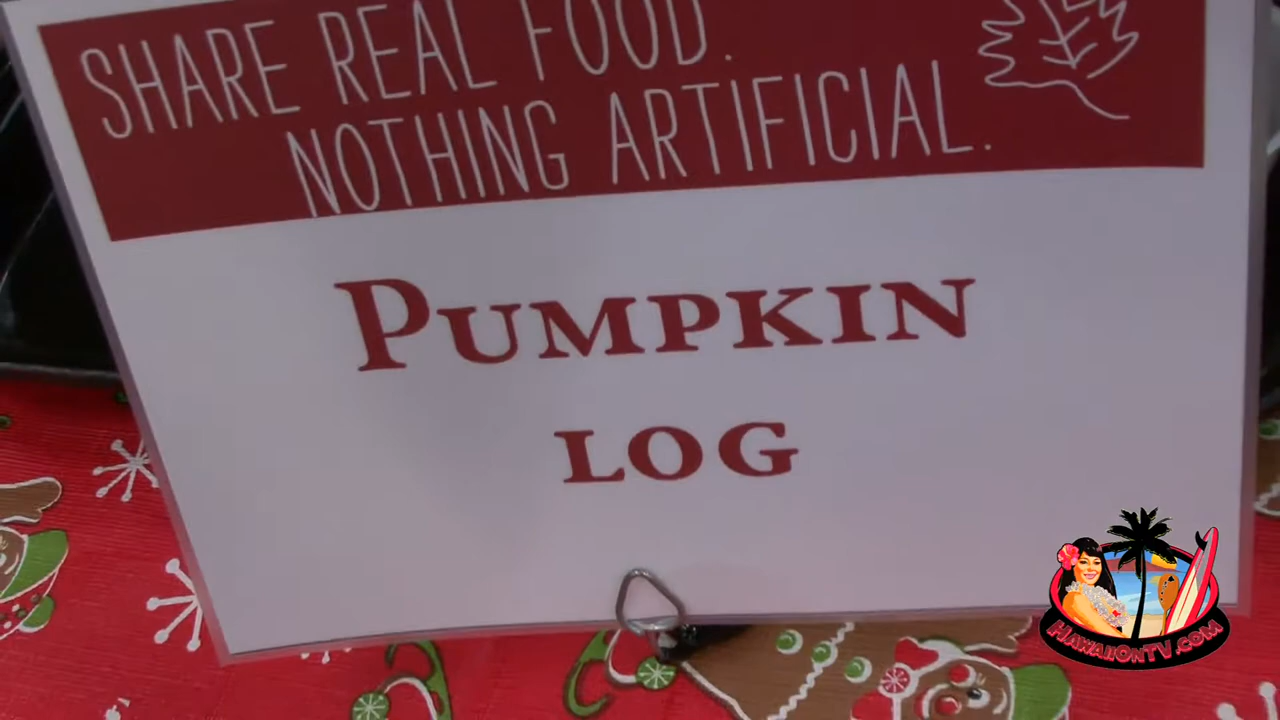 SHARE REAL FOOD.
NOTHING ARTIFICIAL.
PUMPKIN
LOG
HAWAIIONTV.COM